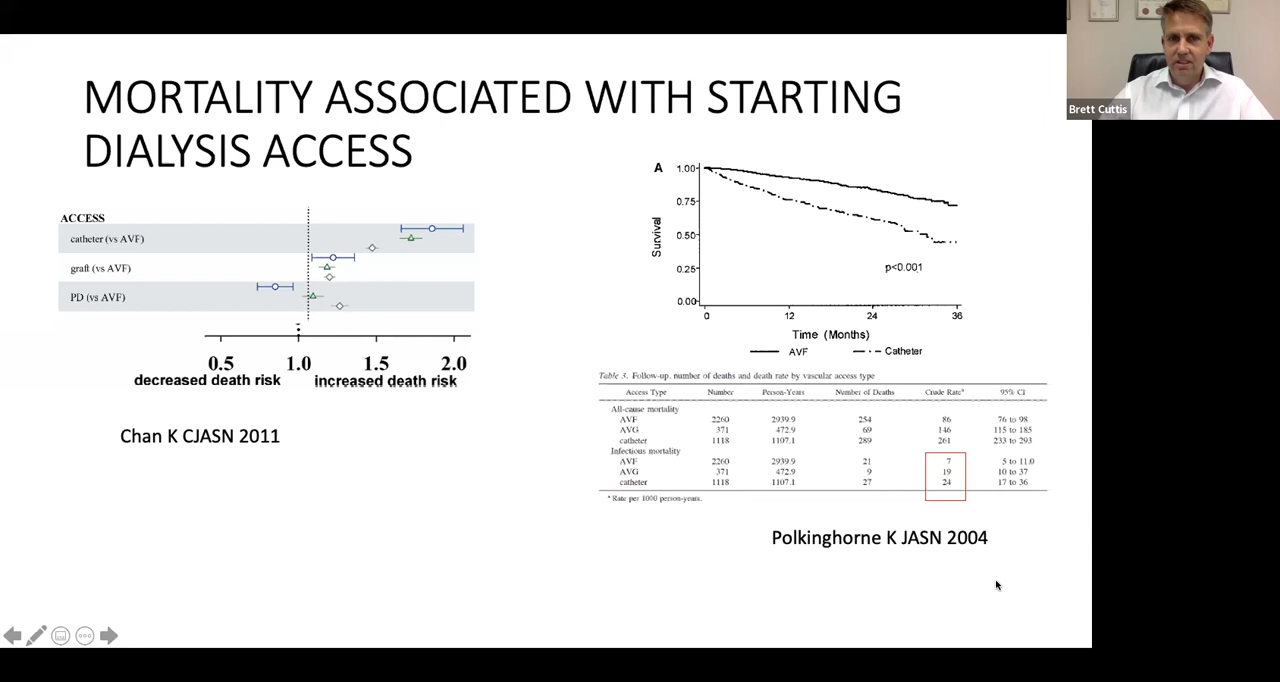 MORTALITY ASSOCIATED WITH STARTING
DIALYSIS ACCESS
ACCESS
catheter (vs AVF)
graft (vs AVF)
PD (vs AVF)
0.5 1.0 1.5 2.0
decreased death risk increased death risk
Chan K CJASN 2011
A
Survival
1.00
0.75
0.50
0.25
0.00
p<0.001
0 12 24 36
Time (Months)
AVF Catheter
Table 3. Follow-up, number of deaths and death rate by vascular access type
Access Type Number Person-Years Number of Deaths Crude Rateª 95% CI
All-cause mortality
AVF 2260 2939.9 254 86 76 to 98
AVG 371 472.9 69 146 115 to 185
catheter 1118 1107.1 289 261 233 to 293
Infectious mortality
AVF 2260 2939.9 21 7 5 to 11.0
AVG 371 472.9 9 19 10 to 37
catheter 1118 1107.1 27 24 17 to 36
ª Rate per 1000 person-years.
Polkinghorne K JASN 2004
Brett Cuttis